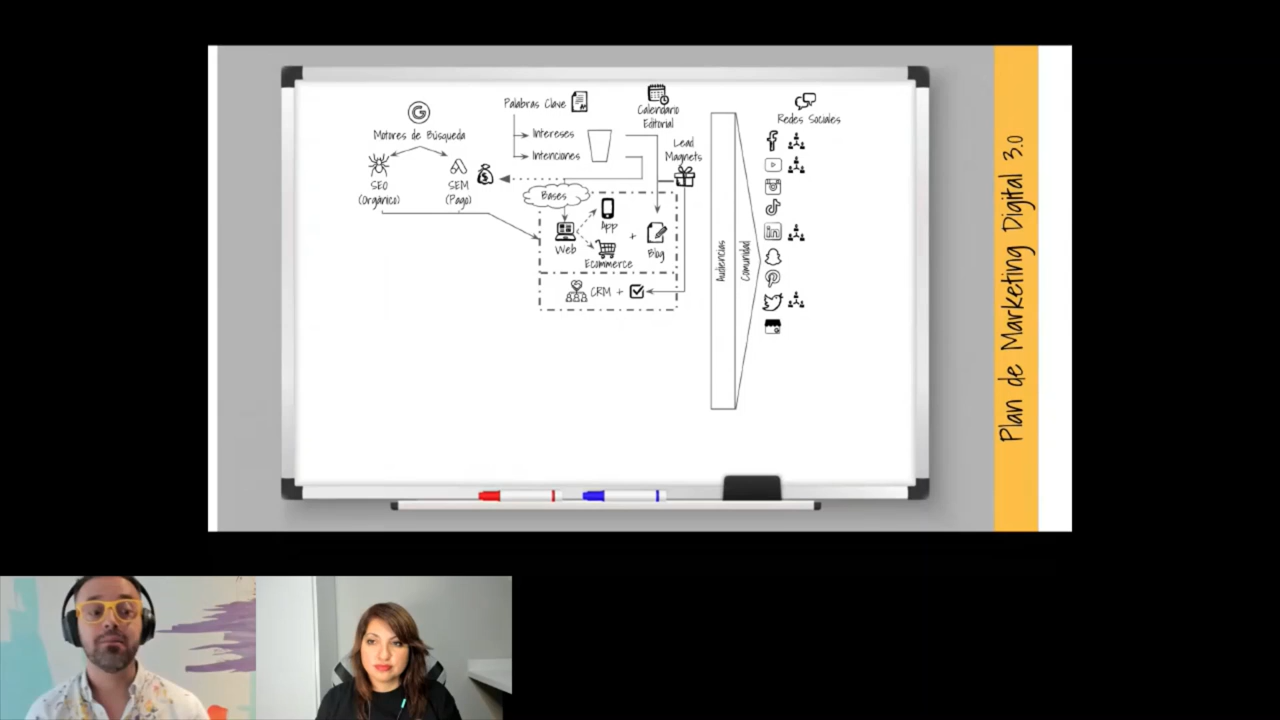 Motores de Búsqueda
SEO
(Orgánico)
SEM
(Pago)
Palabras Clave
Intereses
Intenciones
Calendario
Editorial
Lead
Magnets
Bases
App
Web
+
Blog
Ecommerce
CRM +
Audiencias
Comunidad
Redes Sociales
Plan de Marketing Digital 3.0